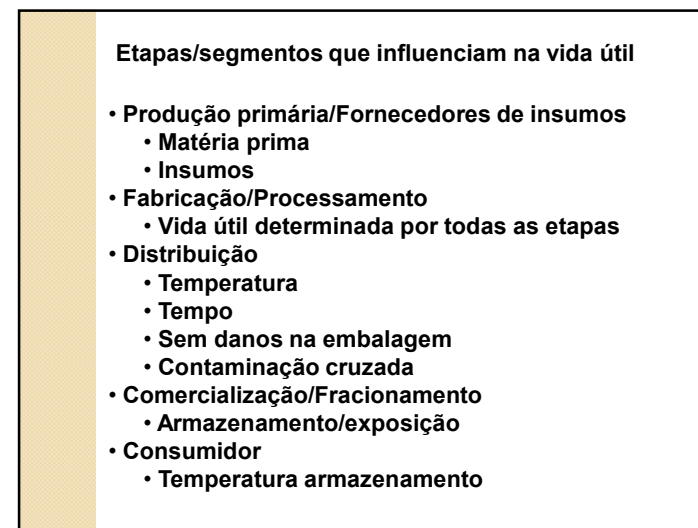 Etapas/segmentos que influenciam na vida útil
• Produção primária/Fornecedores de insumos
• Matéria prima
• Insumos
• Fabricação/Processamento
• Vida útil determinada por todas as etapas
• Distribuição
• Temperatura
• Tempo
• Sem danos na embalagem
• Contaminação cruzada
• Comercialização/Fracionamento
• Armazenamento/exposição
• Consumidor
• Temperatura armazenamento